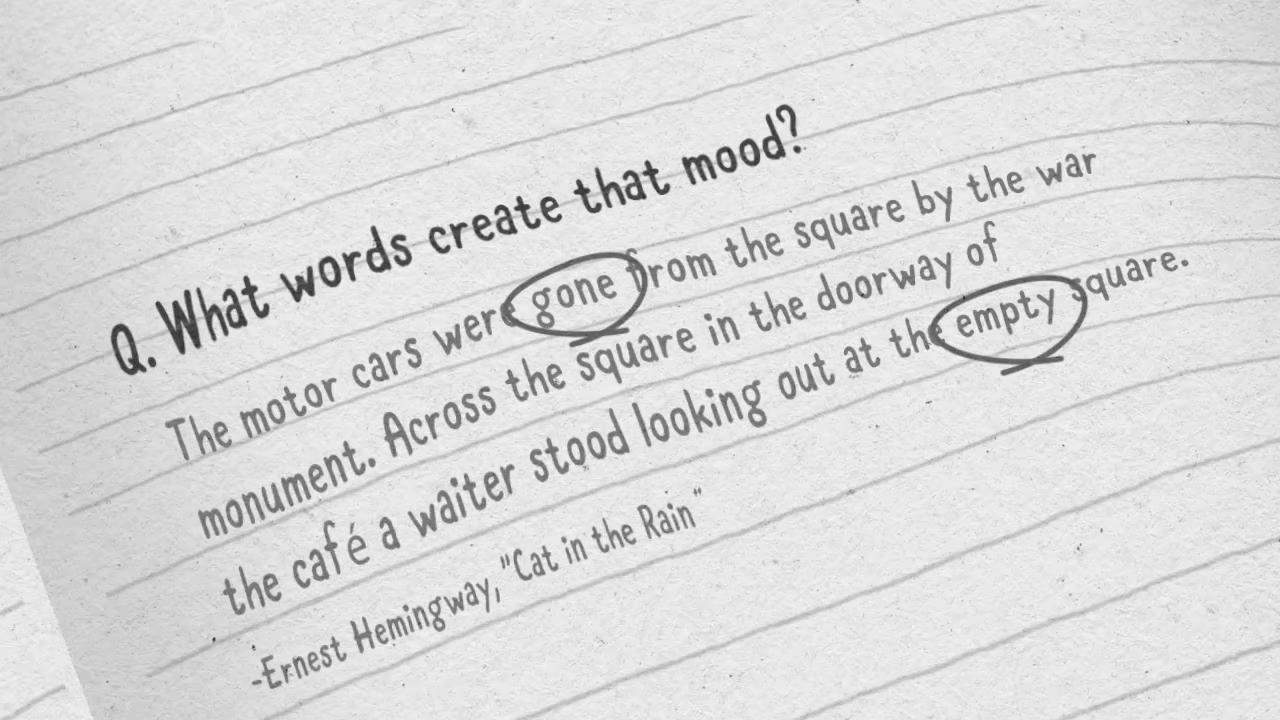 Q. What words create that mood?
The motor cars were gone from the square by the war
monument. Across the square in the doorway of
the café a waiter stood looking out at the empty square.
-Ernest Hemingway, "Cat in the Rain"